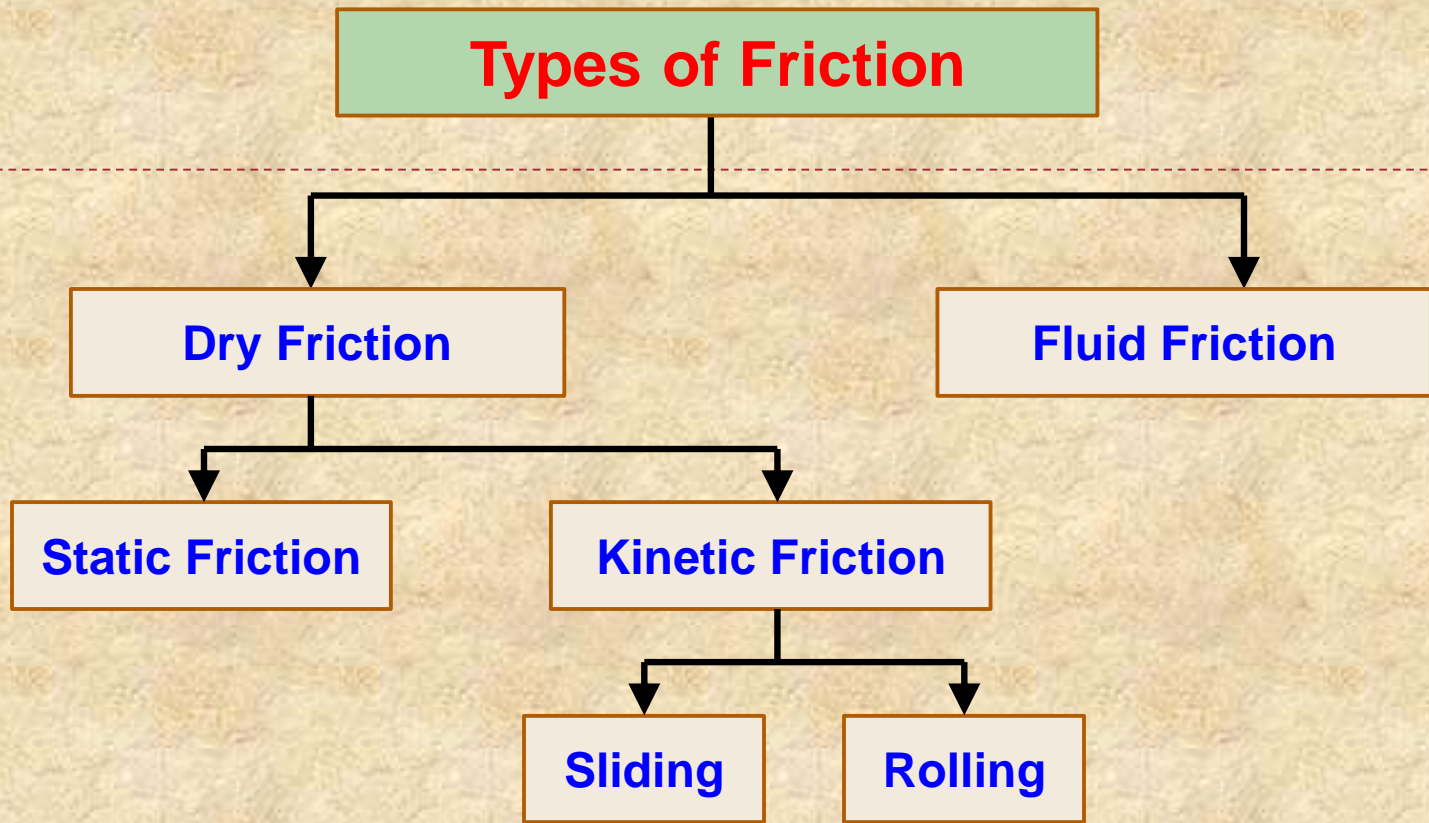 Types of Friction
Dry Friction
Fluid Friction
Static Friction
Kinetic Friction
Sliding
Rolling